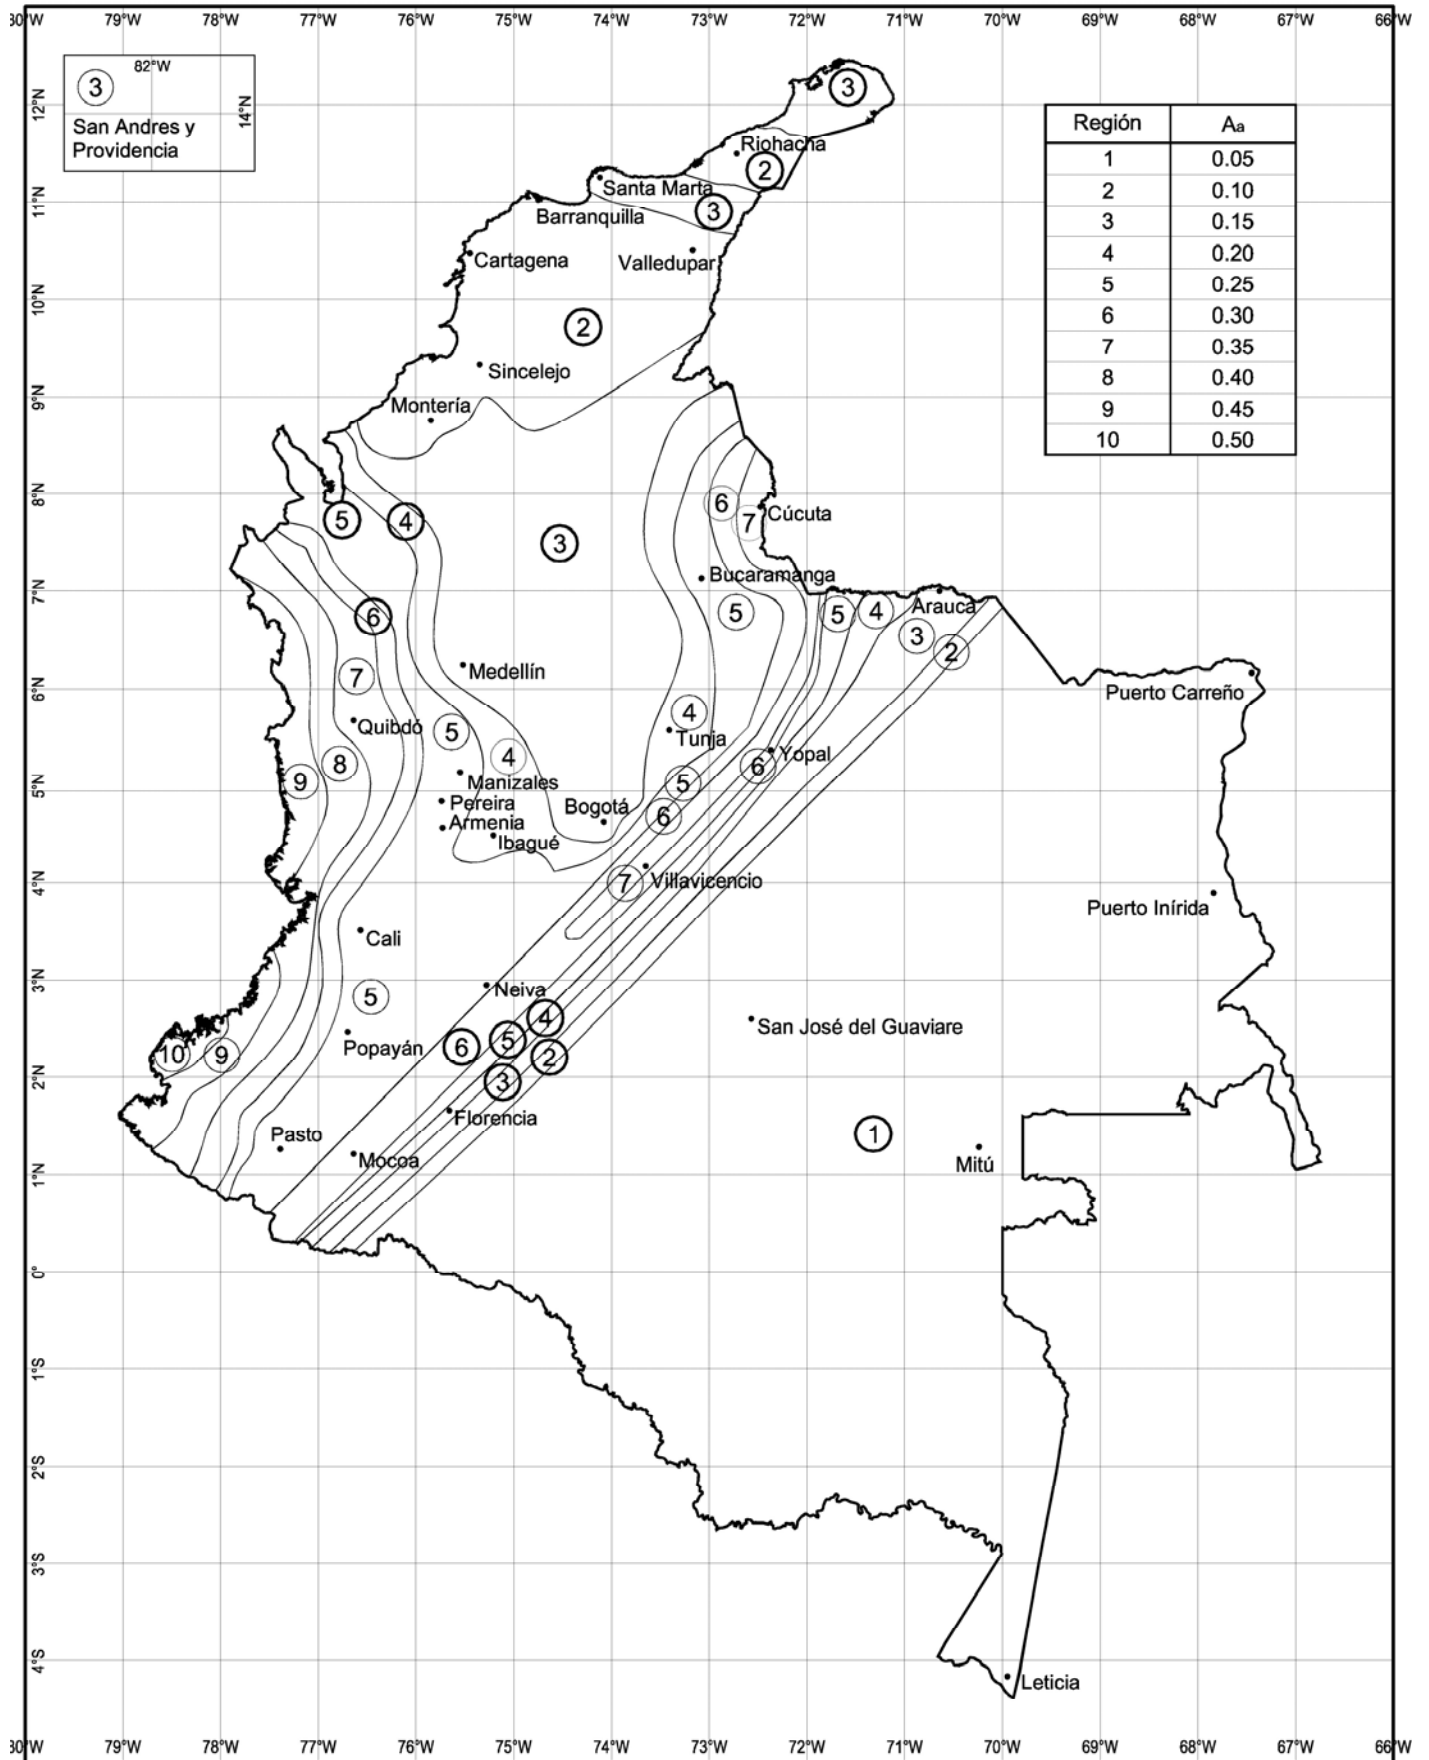 80°W 79°W 78°W 77°W 76°W 75°W 74°W 73°W 72°W 71°W 70°W 69°W 68°W 67°W 66°W
82°W
3
14°N
San Andres y
Providencia
3
12°N
Región Aa
1 0.05
2 0.10
3 0.15
4 0.20
5 0.25
6 0.30
7 0.35
8 0.40
9 0.45
10 0.50
Riohacha
2
Santa Marta
11°N
3
Barranquilla
Cartagena
Valledupar
10°N
2
Sincelejo
9°N
Montería
8°N
6
Cúcuta
5
4
7
3
Bucaramanga
7°N
5
5
4
Arauca
6
3
2
Medellín
7
6°N
Puerto Carreño
4
Quibdó
5
Tunja
4
Yopal
8
6
9
5
Manizales
5°N
Pereira
Bogotá
6
Armenia
Ibagué
7
Villavicencio
4°N
Puerto Inírida
Cali
3°N
Neiva
5
4
San José del Guaviare
Popayán
6
5
2
10
9
2°N
3
Florencia
Pasto
1
Mocoa
Mitú
1°N
0°
1°S
2°S
3°S
4°S
Leticia
80°W 79°W 78°W 77°W 76°W 75°W 74°W 73°W 72°W 71°W 70°W 69°W 68°W 67°W 66°W